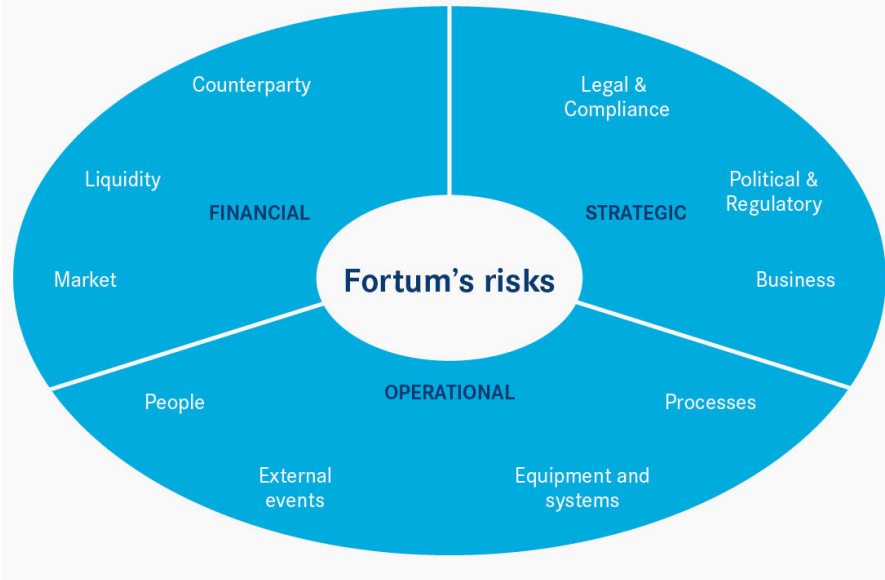 Counterparty
Liquidity
FINANCIAL
Market
Legal &
Compliance
Political &
Regulatory
STRATEGIC
Business
Fortum's risks
OPERATIONAL
People
External
events
Equipment and
systems
Processes